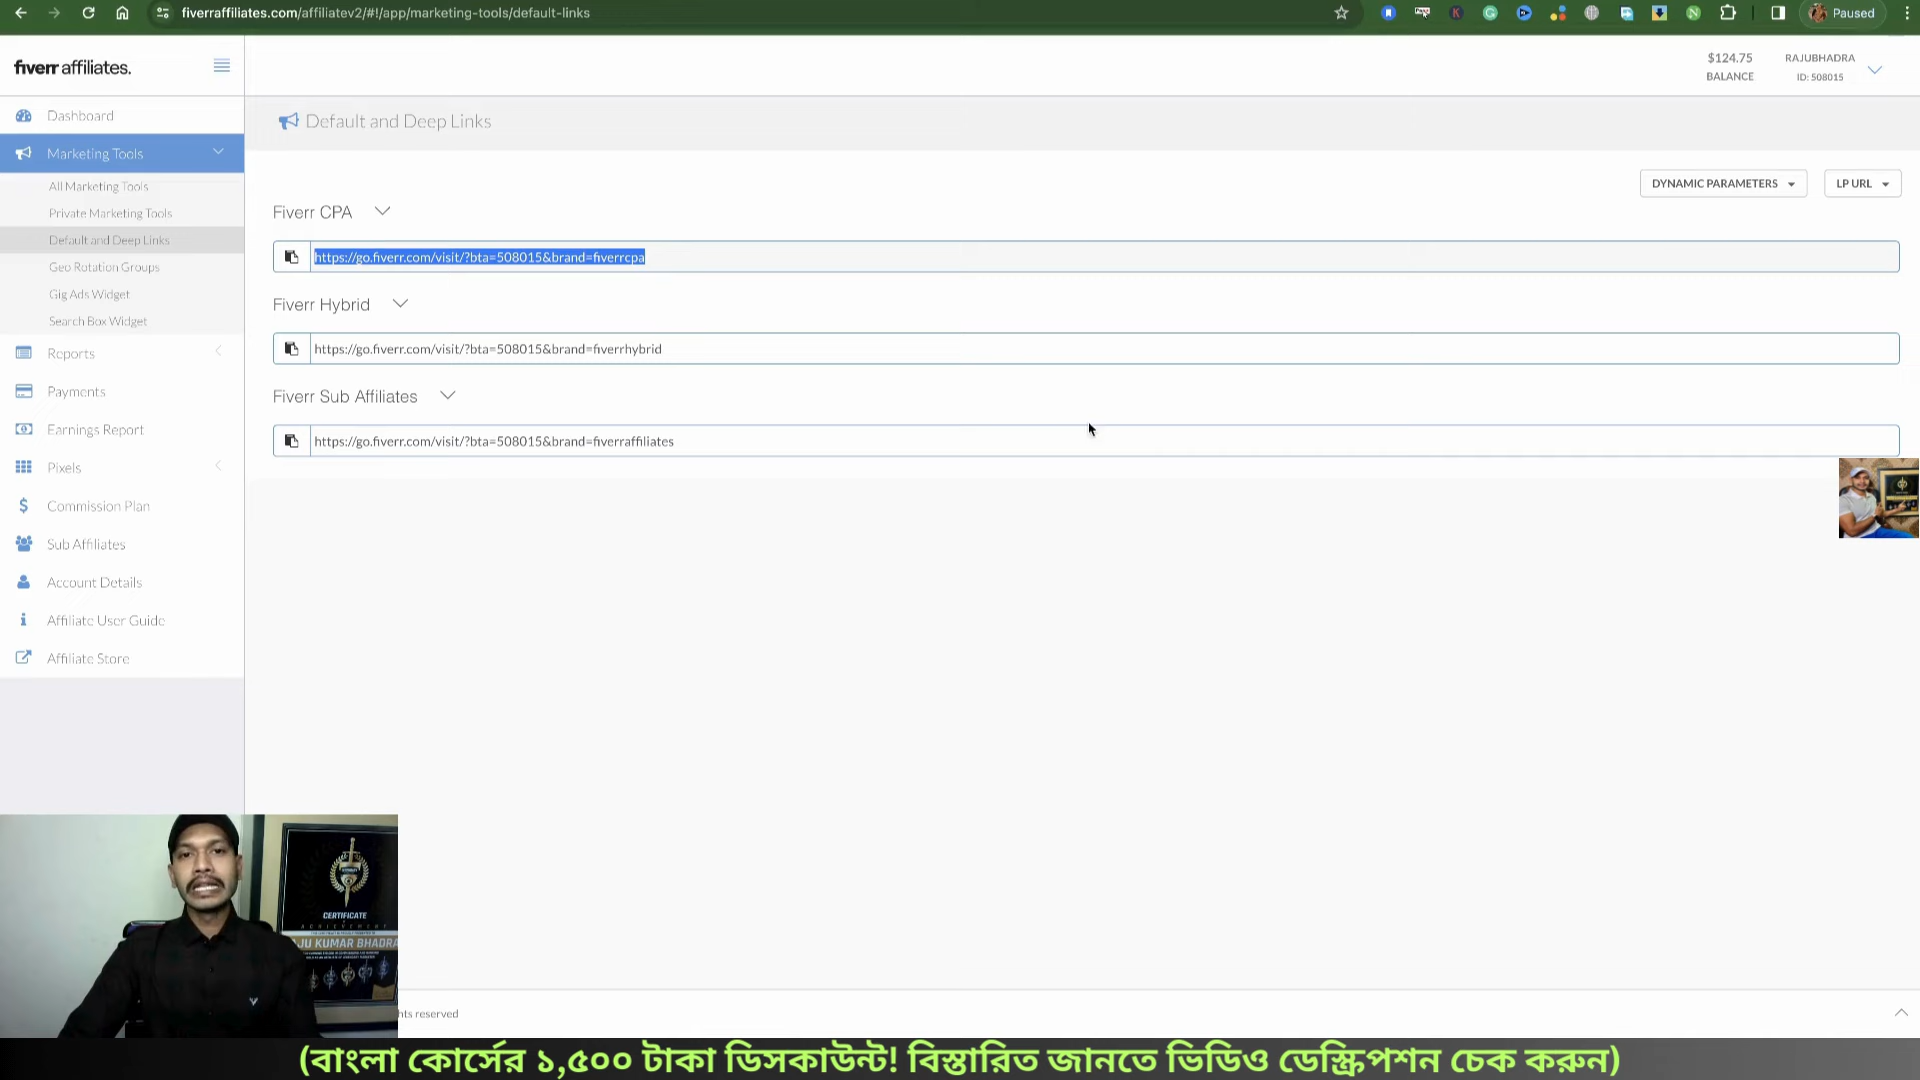 fiverraffiliates.com/affiliatev2/#!/app/marketing-tools/default-links
Paused
fiverr affiliates.
$124.75
BALANCE
RAJUBHADRA
ID: 508015
Dashboard
Marketing Tools
All Marketing Tools
Private Marketing Tools
Default and Deep Links
Geo Rotation Groups
Gig Ads Widget
Search Box Widget
Reports
Payments
Earnings Report
Pixels
Commission Plan
Sub Affiliates
Account Details
Affiliate User Guide
Affiliate Store
Default and Deep Links
DYNAMIC PARAMETERS
LP URL
Fiverr CPA
https://go.fiverr.com/visit/?bta=508015&brand=fiverrcpa
Fiverr Hybrid
https://go.fiverr.com/visit/?bta=508015&brand=fiverrhybrid
Fiverr Sub Affiliates
https://go.fiverr.com/visit/?bta=508015&brand=fiverraffiliates
CERTIFICATE
JU KUMAR BHADRA
hts reserved
(বাংলা কোর্সের ১,৫০০ টাকা ডিসকাউন্ট! বিস্তারিত জানতে ভিডিও ডেস্ক্রিপশন চেক করুন)